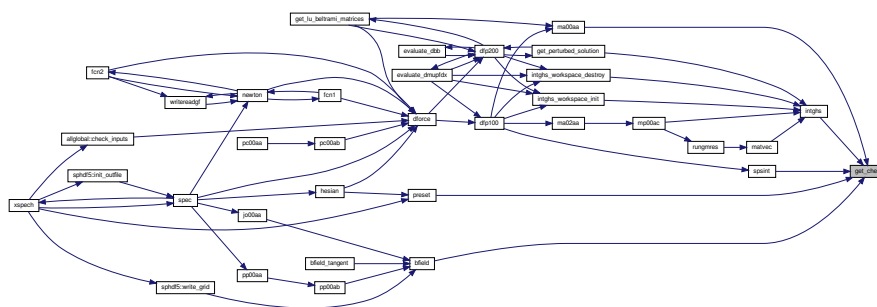 get_lu_beltrami_matrices
ma00aa
evaluate_dbb
dfp200
get_perturbed_solution
fcn2
evaluate_dmupfdx
intghs_workspace_destroy
newton
fcn1
writereadgf
intghs_workspace_init
intghs
dforce
dfp100
ma02aa
mp00ac
allglobal::check_inputs
pc00aa
pc00ab
rungmres
matvec
sphdf5::init_outfile
spsint
get_che
hesian
preset
spec
xspech
jo00aa
bfield_tangent
bfield
pp00aa
pp00ab
sphdf5::write_grid